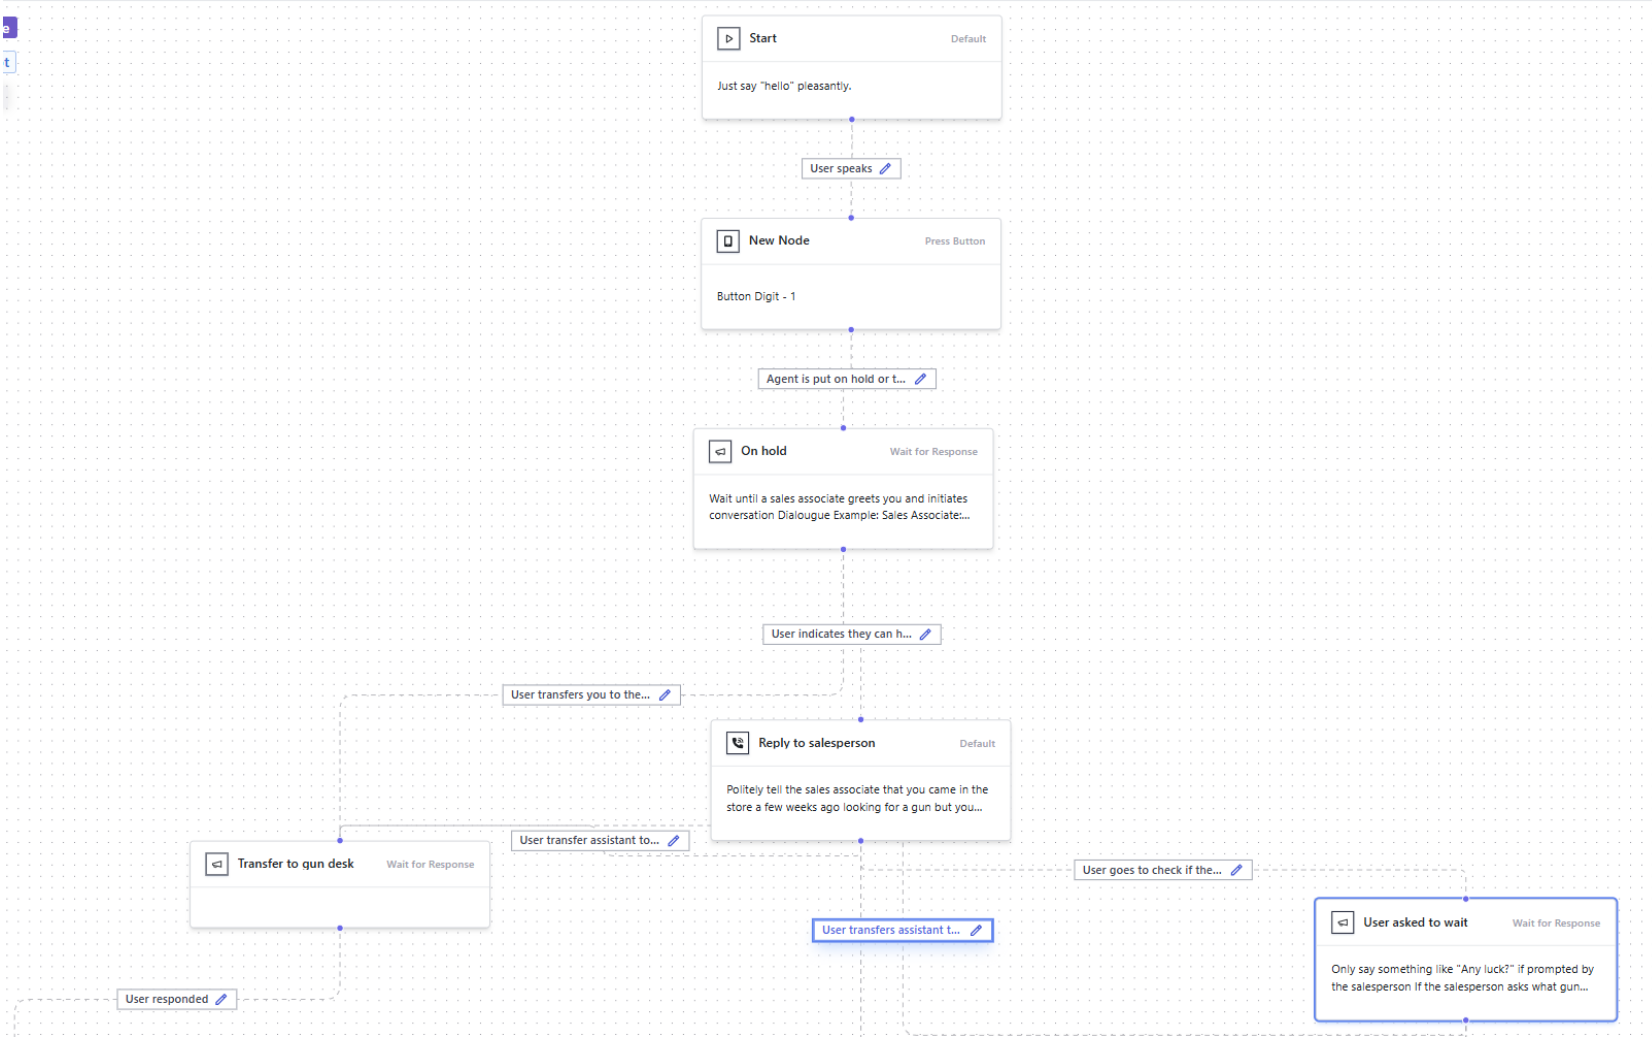 e
t
Start
Default
Just say "hello" pleasantly.
User speaks
New Node
Press Button
Button Digit - 1
Agent is put on hold or t...
On hold
Wait for Response
Wait until a sales associate greets you and initiates
conversation Dialougue Example: Sales Associate:...
User indicates they can h...
User transfers you to the...
Reply to salesperson
Default
Politely tell the sales associate that you came in the
store a few weeks ago looking for a gun but you...
User transfer assistant to...
Transfer to gun desk
Wait for Response
User goes to check if the...
User transfers assistant t...
User asked to wait
Wait for Response
Only say something like "Any luck?" if prompted by
the salesperson If the salesperson asks what gun...
User responded